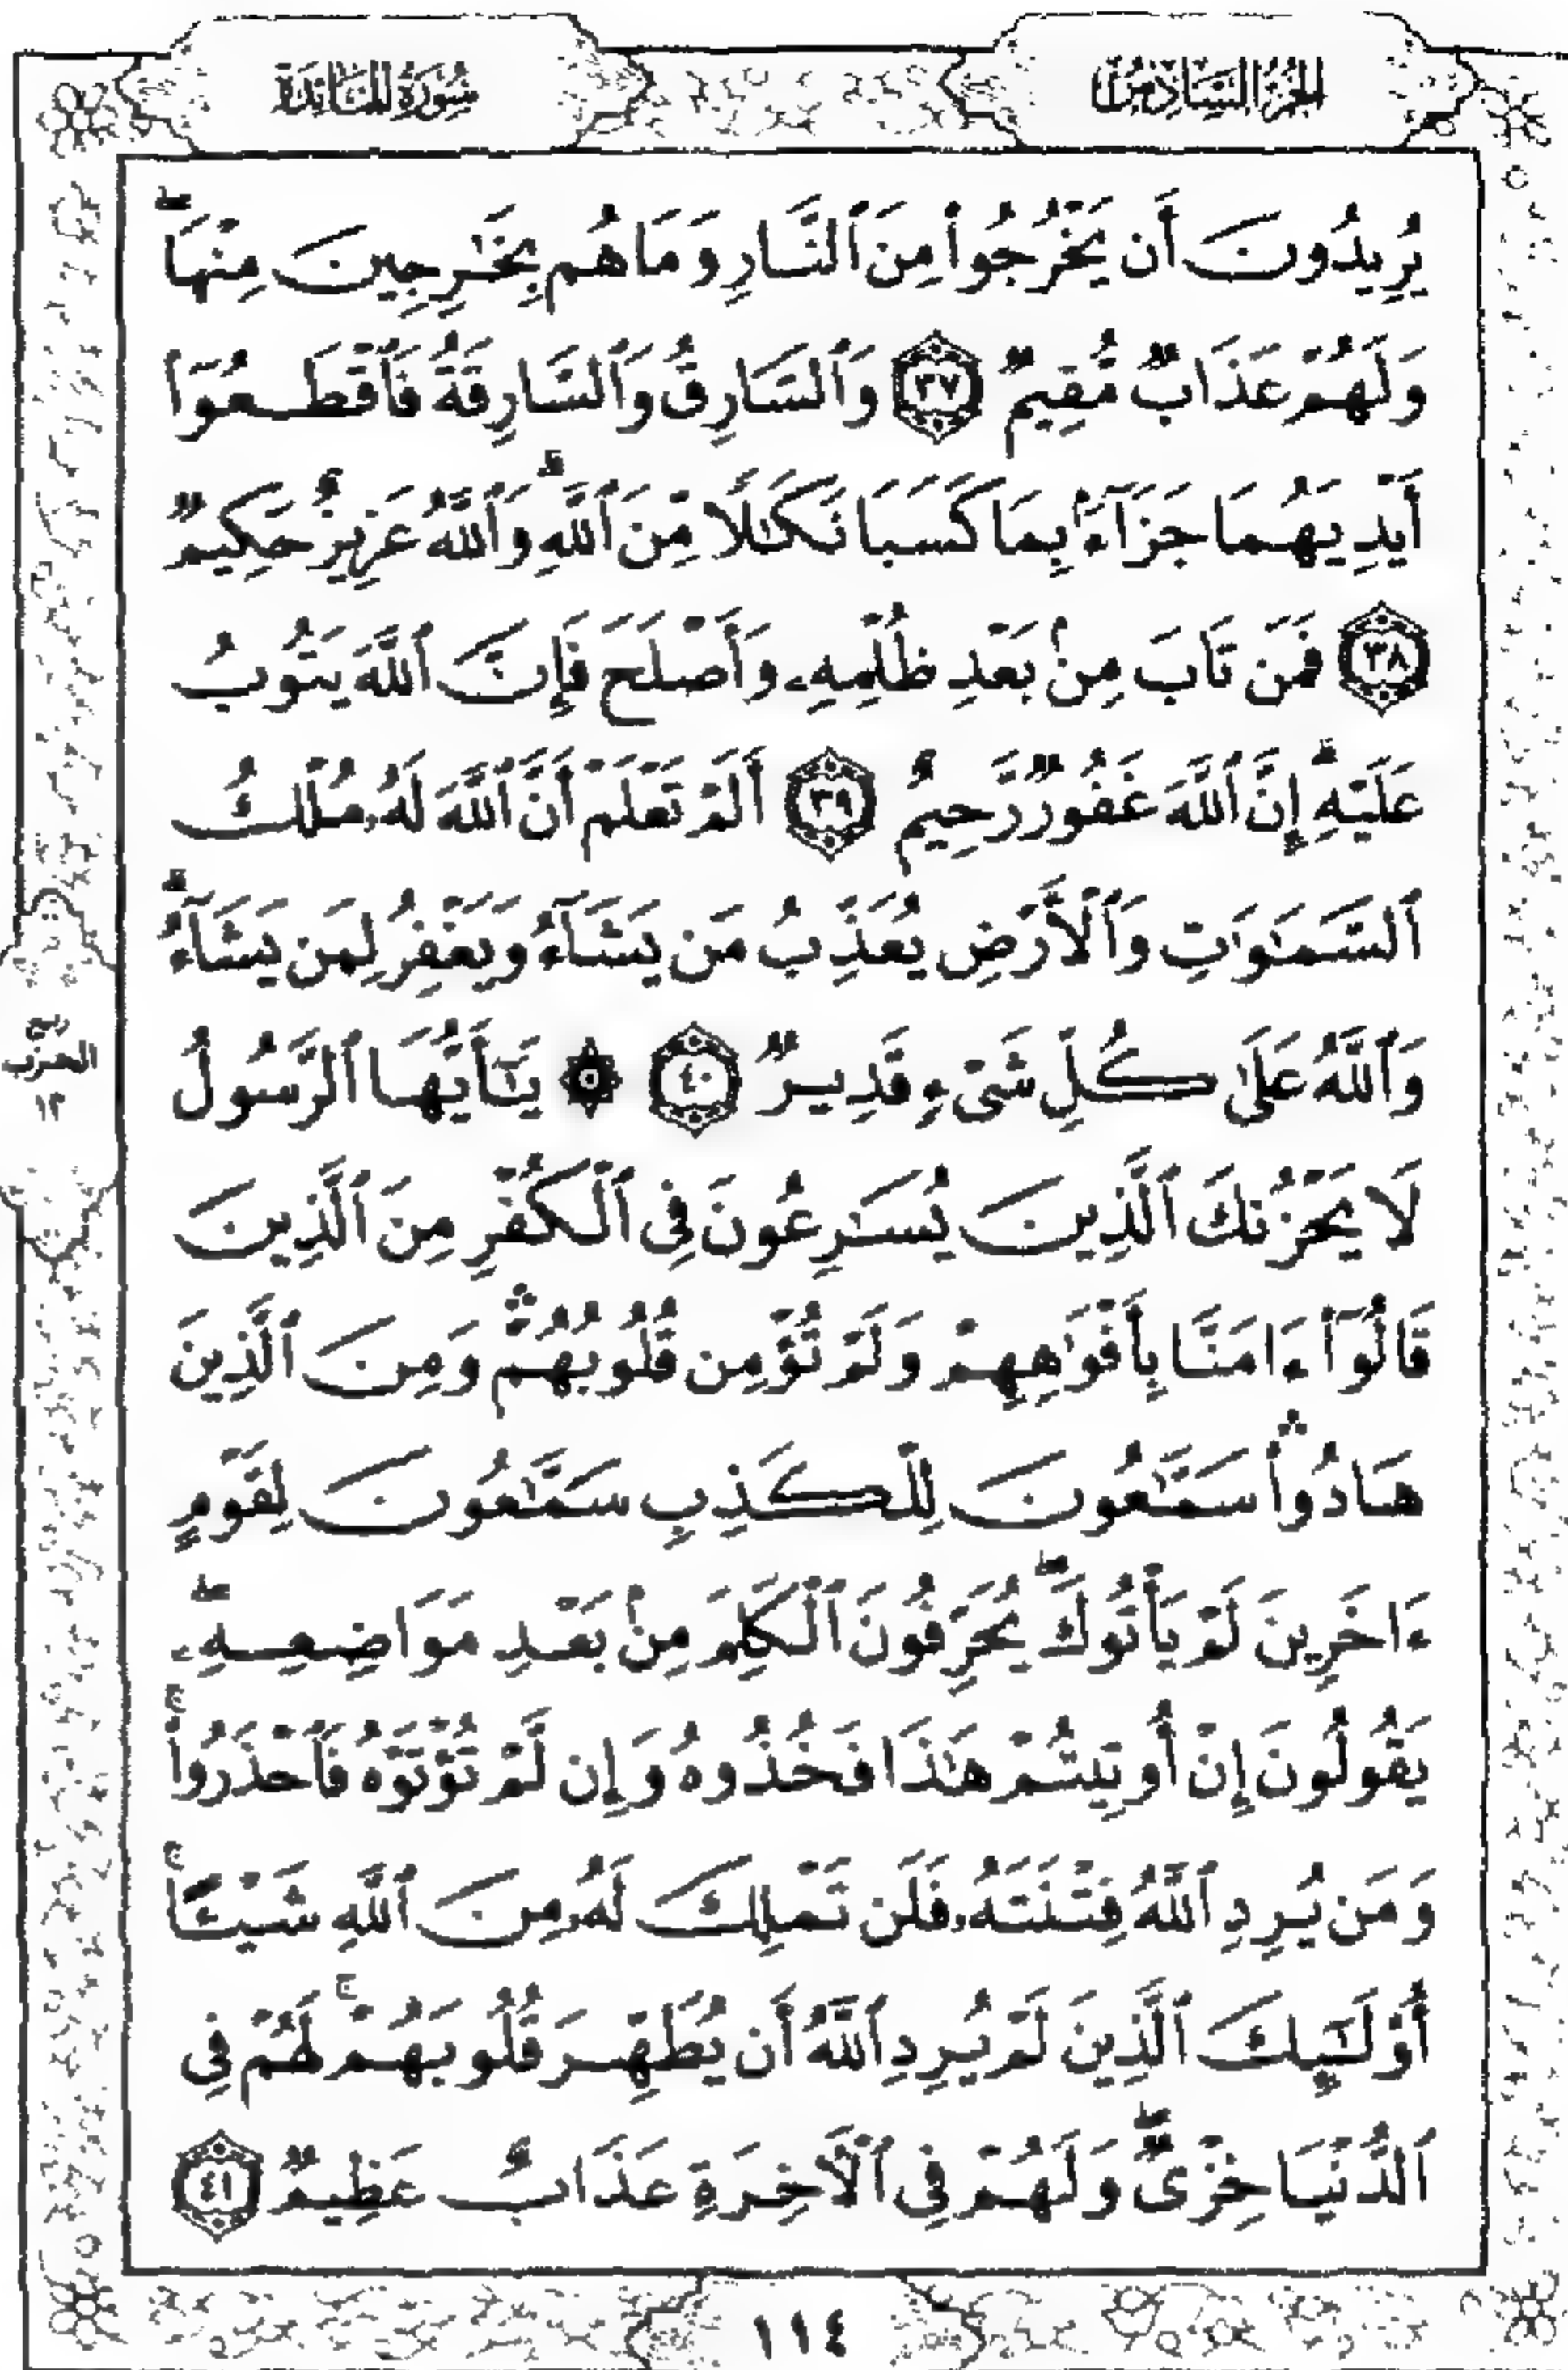 الجزء السادس
سورة المائدة
يُرِيدُونَ أَن يَخْرُجُوا۟ مِنَ ٱلنَّارِ وَمَا هُم بِخَـٰرِجِينَ مِنْهَا ۖ
وَلَهُمْ عَذَابٌ مُّقِيمٌ ٣٧ وَٱلسَّارِقُ وَٱلسَّارِقَةُ فَٱقْطَعُوٓا۟
أَيْدِيَهُمَا جَزَآءًۢ بِمَا كَسَبَا نَكَـٰلًا مِّنَ ٱللَّهِ ۗ وَٱللَّهُ عَزِيزٌ حَكِيمٌ
٣٨ فَمَن تَابَ مِنۢ بَعْدِ ظُلْمِهِۦ وَأَصْلَحَ فَإِنَّ ٱللَّهَ يَتُوبُ
عَلَيْهِ ۗ إِنَّ ٱللَّهَ غَفُورٌ رَّحِيمٌ ٣٩ أَلَمْ تَعْلَمْ أَنَّ ٱللَّهَ لَهُۥ مُلْكُ
ٱلسَّمَـٰوَٰتِ وَٱلْأَرْضِ يُعَذِّبُ مَن يَشَآءُ وَيَغْفِرُ لِمَن يَشَآءُ ۗ
وَٱللَّهُ عَلَىٰ كُلِّ شَىْءٍ قَدِيرٌ ٤٠ ۞ يَـٰٓأَيُّهَا ٱلرَّسُولُ
لَا يَحْزُنكَ ٱلَّذِينَ يُسَـٰرِعُونَ فِى ٱلْكُفْرِ مِنَ ٱلَّذِينَ
قَالُوٓا۟ ءَامَنَّا بِأَفْوَٰهِهِمْ وَلَمْ تُؤْمِن قُلُوبُهُمْ ۛ وَمِنَ ٱلَّذِينَ
هَادُوا۟ ۛ سَمَّـٰعُونَ لِلْكَذِبِ سَمَّـٰعُونَ لِقَوْمٍ
ءَاخَرِينَ لَمْ يَأْتُوكَ ۖ يُحَرِّفُونَ ٱلْكَلِمَ مِنۢ بَعْدِ مَوَاضِعِهِۦ ۖ
يَقُولُونَ إِنْ أُوتِيتُمْ هَـٰذَا فَخُذُوهُ وَإِن لَّمْ تُؤْتَوْهُ فَٱحْذَرُوا۟ ۚ
وَمَن يُرِدِ ٱللَّهُ فِتْنَتَهُۥ فَلَن تَمْلِكَ لَهُۥ مِنَ ٱللَّهِ شَيْـًٔا ۚ
أُو۟لَـٰٓئِكَ ٱلَّذِينَ لَمْ يُرِدِ ٱللَّهُ أَن يُطَهِّرَ قُلُوبَهُمْ ۚ لَهُمْ فِى
ٱلدُّنْيَا خِزْىٌ ۖ وَلَهُمْ فِى ٱلْـَٔاخِرَةِ عَذَابٌ عَظِيمٌ ٤١
الحزب
١١٤